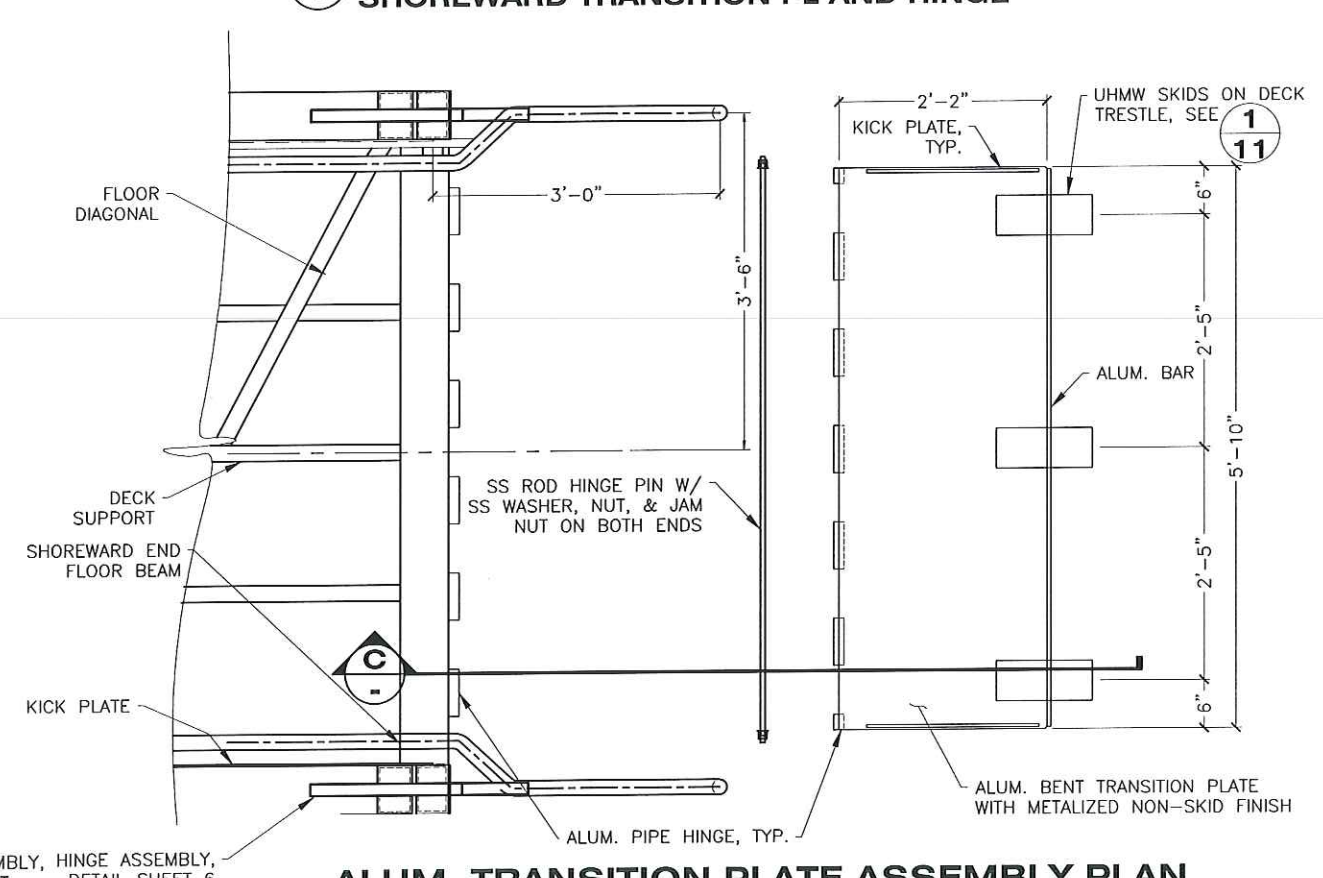 SHOREWARD TRANSITION PL AND HINGE
2'-2"
UHMW SKIDS ON DECK
TRESTLE, SEE
1
11
KICK PLATE,
TYP.
FLOOR
DIAGONAL
3'-0"
6"
3'-6"
2'-5"
ALUM. BAR
5'-10"
SS ROD HINGE PIN W/
SS WASHER, NUT, & JAM
NUT ON BOTH ENDS
DECK
SUPPORT
SHOREWARD END
FLOOR BEAM
2'-5"
C
-
KICK PLATE
6"
ALUM. BENT TRANSITION PLATE
WITH METALIZED NON-SKID FINISH
ALUM. PIPE HINGE, TYP.
HINGE ASSEMBLY,
DETAIL SHEET 6
ALUM. TRANSITION PLATE ASSEMBLY PLAN